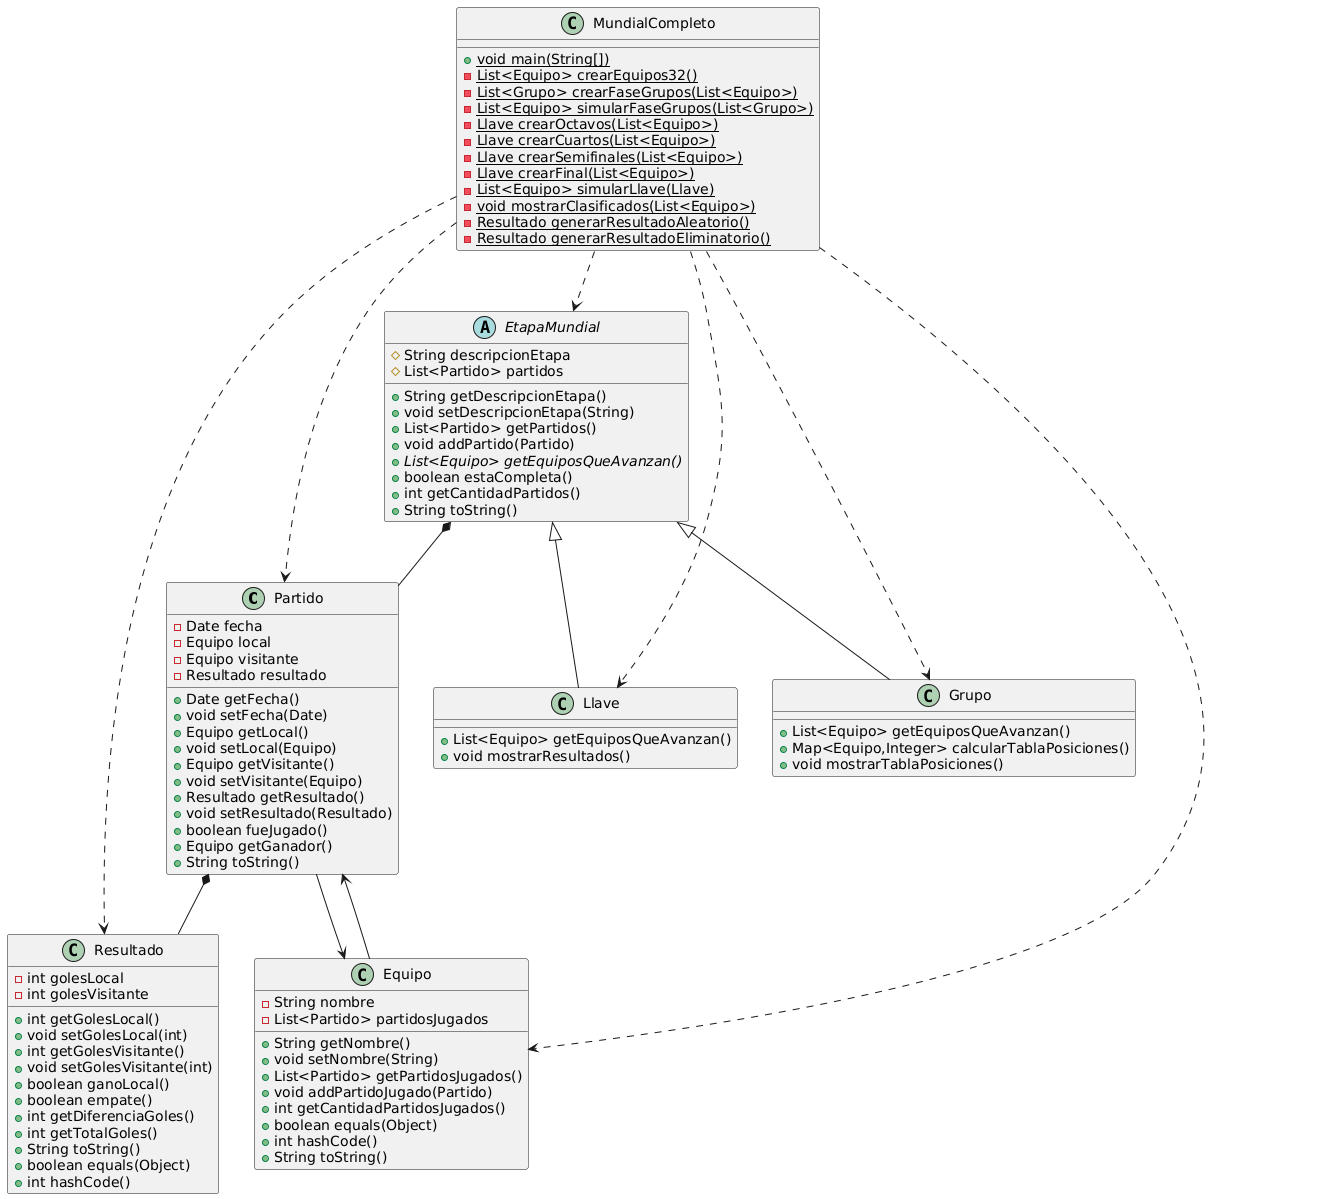 C MundialCompleto
void main(String[])
List<Equipo> crearEquipos32()
List<Grupo> crearFaseGrupos(List<Equipo>)
List<Equipo> simularFaseGrupos(List<Grupo>)
Llave crearOctavos(List<Equipo>)
Llave crearCuartos(List<Equipo>)
Llave crearSemifinales(List<Equipo>)
Llave crearFinal(List<Equipo>)
List<Equipo> simularLlave(Llave)
void mostrarClasificados(List<Equipo>)
Resultado generarResultadoAleatorio()
Resultado generarResultadoEliminatorio()
A EtapaMundial
String descripcionEtapa
List<Partido> partidos
String getDescripcionEtapa()
void setDescripcionEtapa(String)
List<Partido> getPartidos()
void addPartido(Partido)
List<Equipo> getEquiposQueAvanzan()
boolean estaCompleta()
int getCantidadPartidos()
String toString()
C Partido
Date fecha
Equipo local
Equipo visitante
Resultado resultado
Date getFecha()
void setFecha(Date)
Equipo getLocal()
void setLocal(Equipo)
Equipo getVisitante()
void setVisitante(Equipo)
Resultado getResultado()
void setResultado(Resultado)
boolean fueJugado()
Equipo getGanador()
String toString()
C Llave
List<Equipo> getEquiposQueAvanzan()
void mostrarResultados()
C Grupo
List<Equipo> getEquiposQueAvanzan()
Map<Equipo,Integer> calcularTablaPosiciones()
void mostrarTablaPosiciones()
C Resultado
int golesLocal
int golesVisitante
int getGolesLocal()
void setGolesLocal(int)
int getGolesVisitante()
void setGolesVisitante(int)
boolean ganoLocal()
boolean empate()
int getDiferenciaGoles()
int getTotalGoles()
String toString()
boolean equals(Object)
int hashCode()
C Equipo
String nombre
List<Partido> partidosJugados
String getNombre()
void setNombre(String)
List<Partido> getPartidosJugados()
void addPartidoJugado(Partido)
int getCantidadPartidosJugados()
boolean equals(Object)
int hashCode()
String toString()